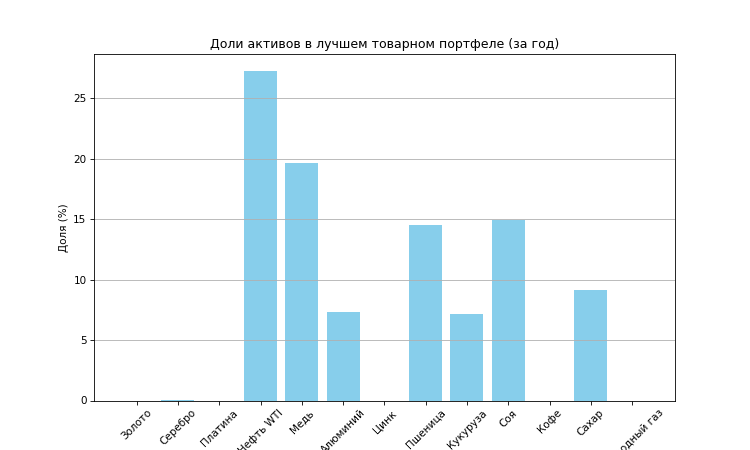 Доли активов в лучшем товарном портфеле (за год)
Доля (%)
25
20
15
10
5
0
Золото
Серебро
Платина
Нефть WTI
Медь
Алюминий
Цинк
Пшеница
Кукуруза
Соя
Кофе
Сахар
газ